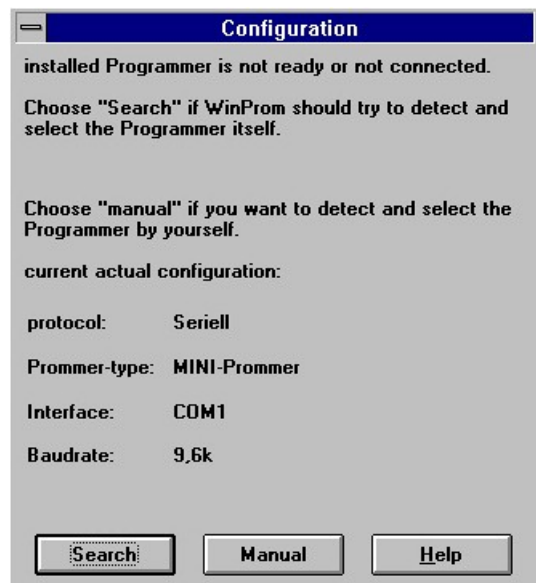 Configuration
installed Programmer is not ready or not connected.
Choose "Search" if WinProm should try to detect and
select the Programmer itself.
Choose "manual" if you want to detect and select the
Programmer by yourself.
current actual configuration:
protocol: Seriell
Prommer-type: MINI-Prommer
Interface: COM1
Baudrate: 9,6k
Search Manual Help